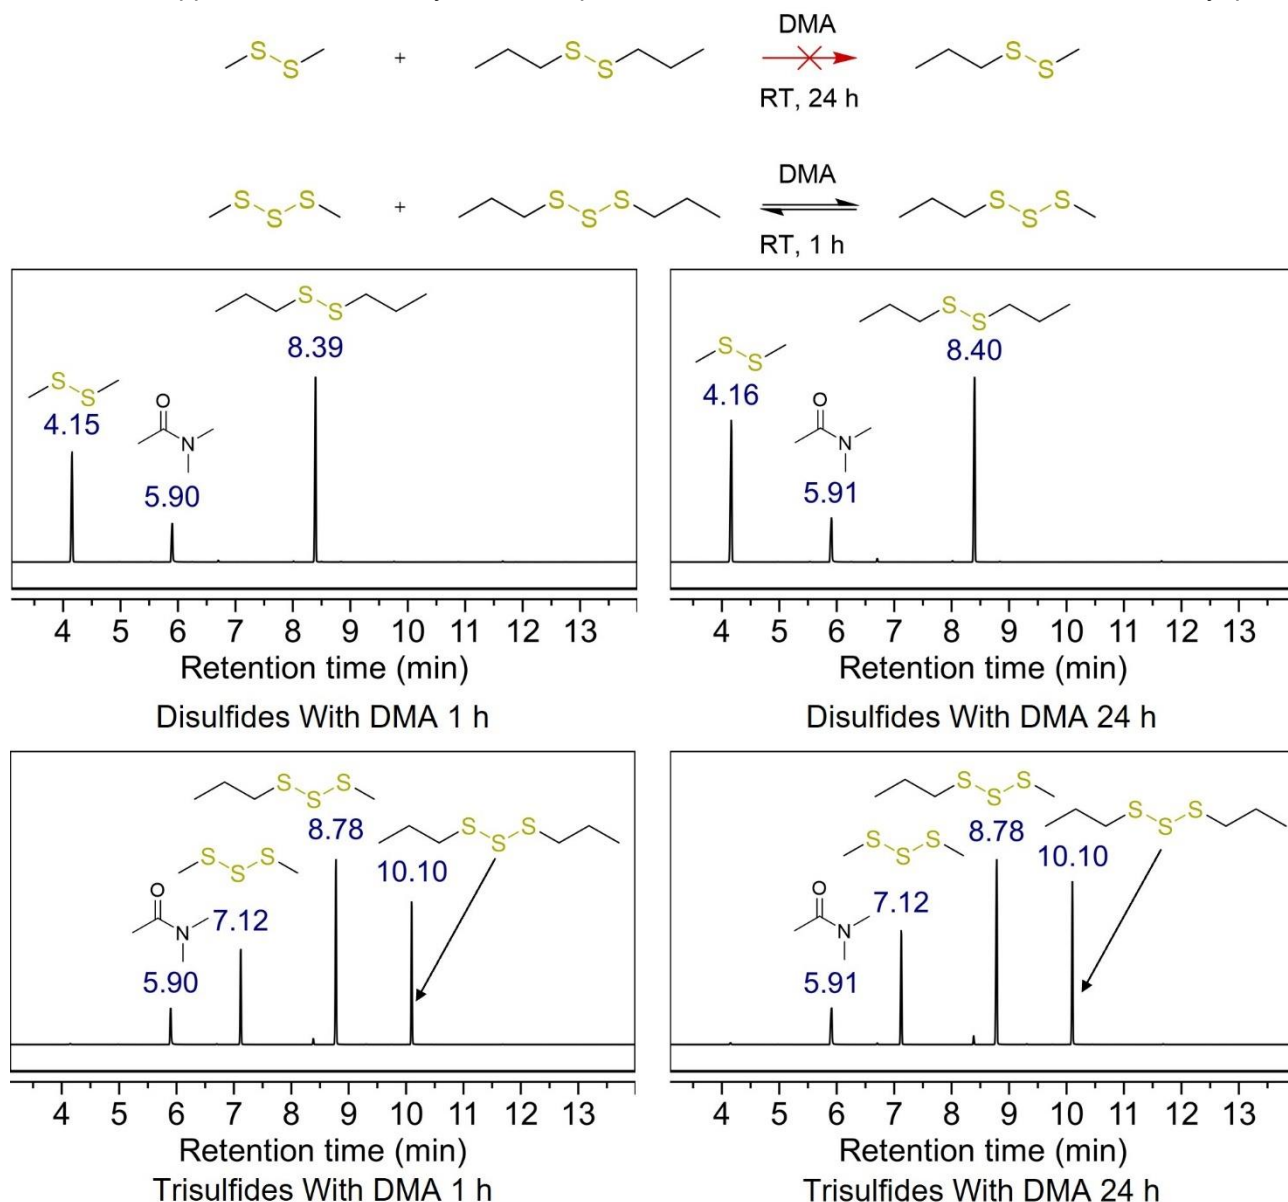 DMA
S S + S S RT, 24 h S S
DMA
S S S + S S S RT, 1 h S S S
S S
8.39
S S
4.15
O
N
5.90
4 5 6 7 8 9 10 11 12 13
Retention time (min)
Disulfides With DMA 1 h
S S
8.40
S S
4.16
O
N
5.91
4 5 6 7 8 9 10 11 12 13
Retention time (min)
Disulfides With DMA 24 h
S S S
8.78
S S S
10.10
S S S
7.12
O
N
5.90
4 5 6 7 8 9 10 11 12 13
Retention time (min)
Trisulfides With DMA 1 h
S S S
8.78
S S S
10.10
S S S
7.12
O
N
5.91
4 5 6 7 8 9 10 11 12 13
Retention time (min)
Trisulfides With DMA 24 h